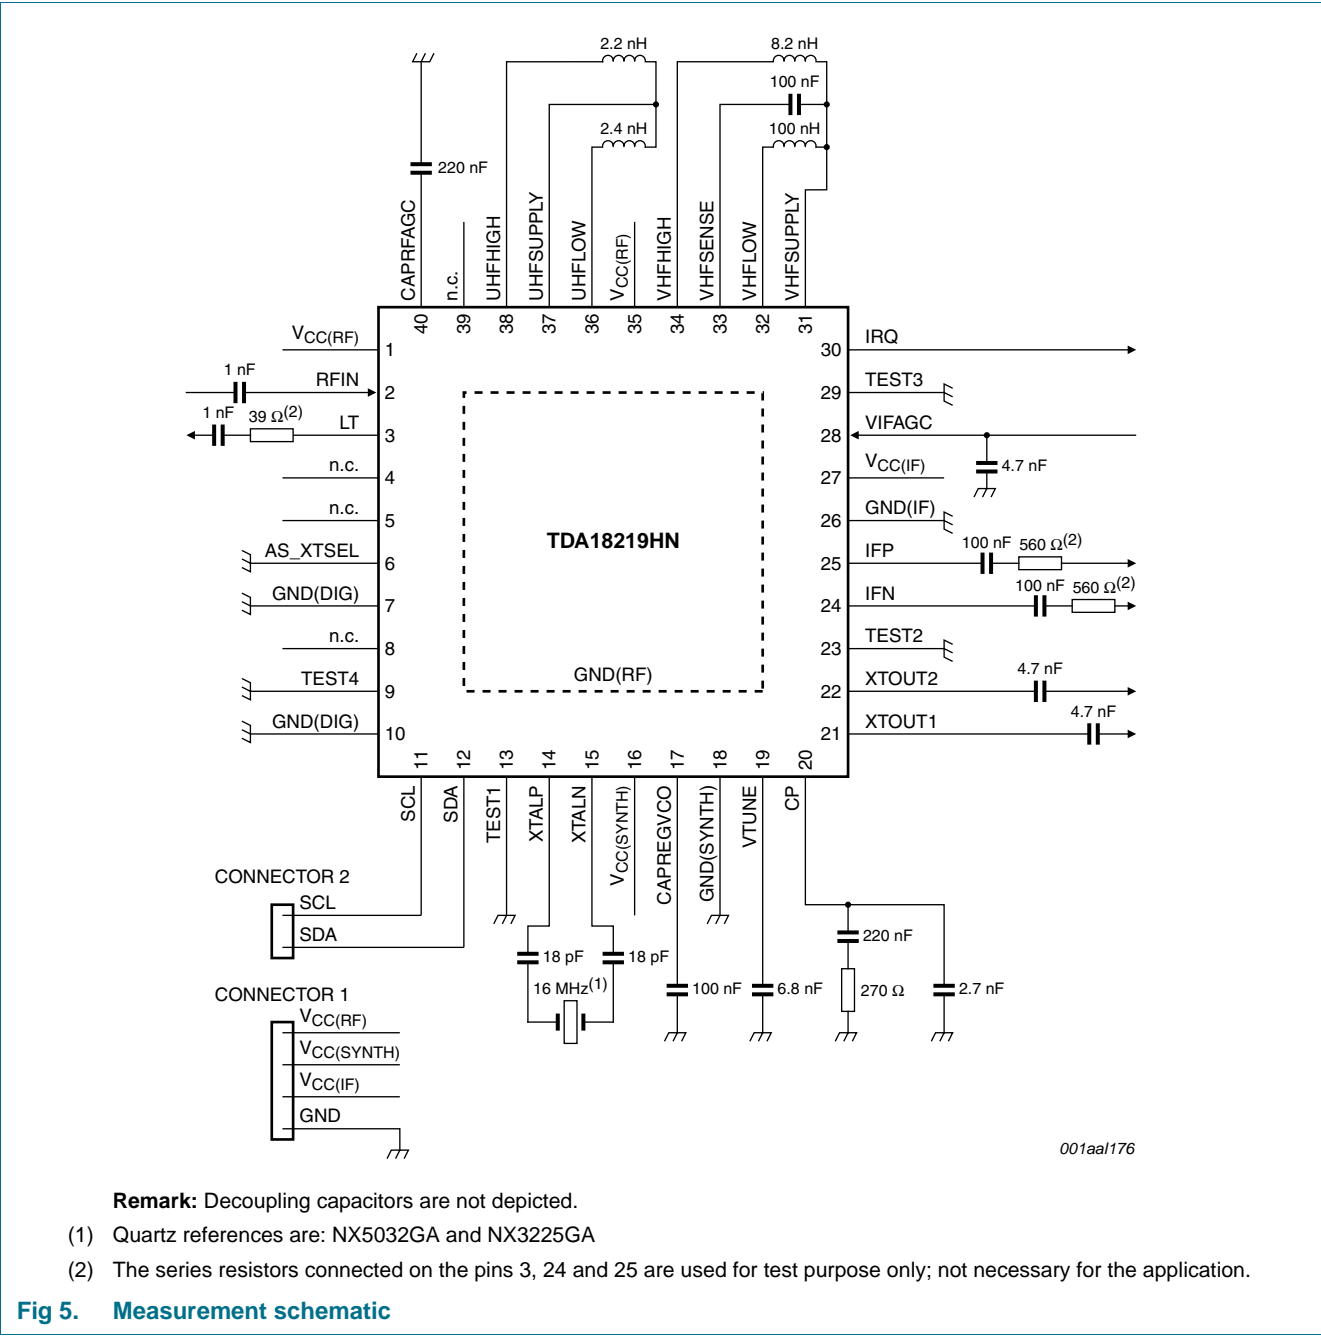 2.2 nH
8.2 nH
100 nF
2.4 nH
100 nH
220 nF
CAPRFAGC
n.c.
UHFHIGH
UHFSUPPLY
UHFLOW
VCC(RF)
VHFHIGH
VHFSENSE
VHFLOW
VHFSUPPLY
40 39 38 37 36 35 34 33 32 31
VCC(RF) 1
1 nF RFIN 2
1 nF 39 Ω(2) LT 3
n.c. 4
n.c. 5
AS_XTSEL 6
GND(DIG) 7
n.c. 8
TEST4 9
GND(DIG) 10
30 IRQ
29 TEST3
28 VIFAGC
4.7 nF
27 VCC(IF)
26 GND(IF)
25 IFP 100 nF 560 Ω(2)
24 IFN 100 nF 560 Ω(2)
23 TEST2
22 XTOUT2 4.7 nF
21 XTOUT1 4.7 nF
TDA18219HN
GND(RF)
11 12 13 14 15 16 17 18 19 20
SCL
SDA
TEST1
XTALP
XTALN
VCC(SYNTH)
CAPREGVCO
GND(SYNTH)
VTUNE
CP
CONNECTOR 2
SCL
SDA
18 pF
18 pF
16 MHz(1)
100 nF
6.8 nF
220 nF
270 Ω
2.7 nF
CONNECTOR 1
VCC(RF)
VCC(SYNTH)
VCC(IF)
GND
001aal176
Remark: Decoupling capacitors are not depicted.
(1) Quartz references are: NX5032GA and NX3225GA
(2) The series resistors connected on the pins 3, 24 and 25 are used for test purpose only; not necessary for the application.
Fig 5. Measurement schematic